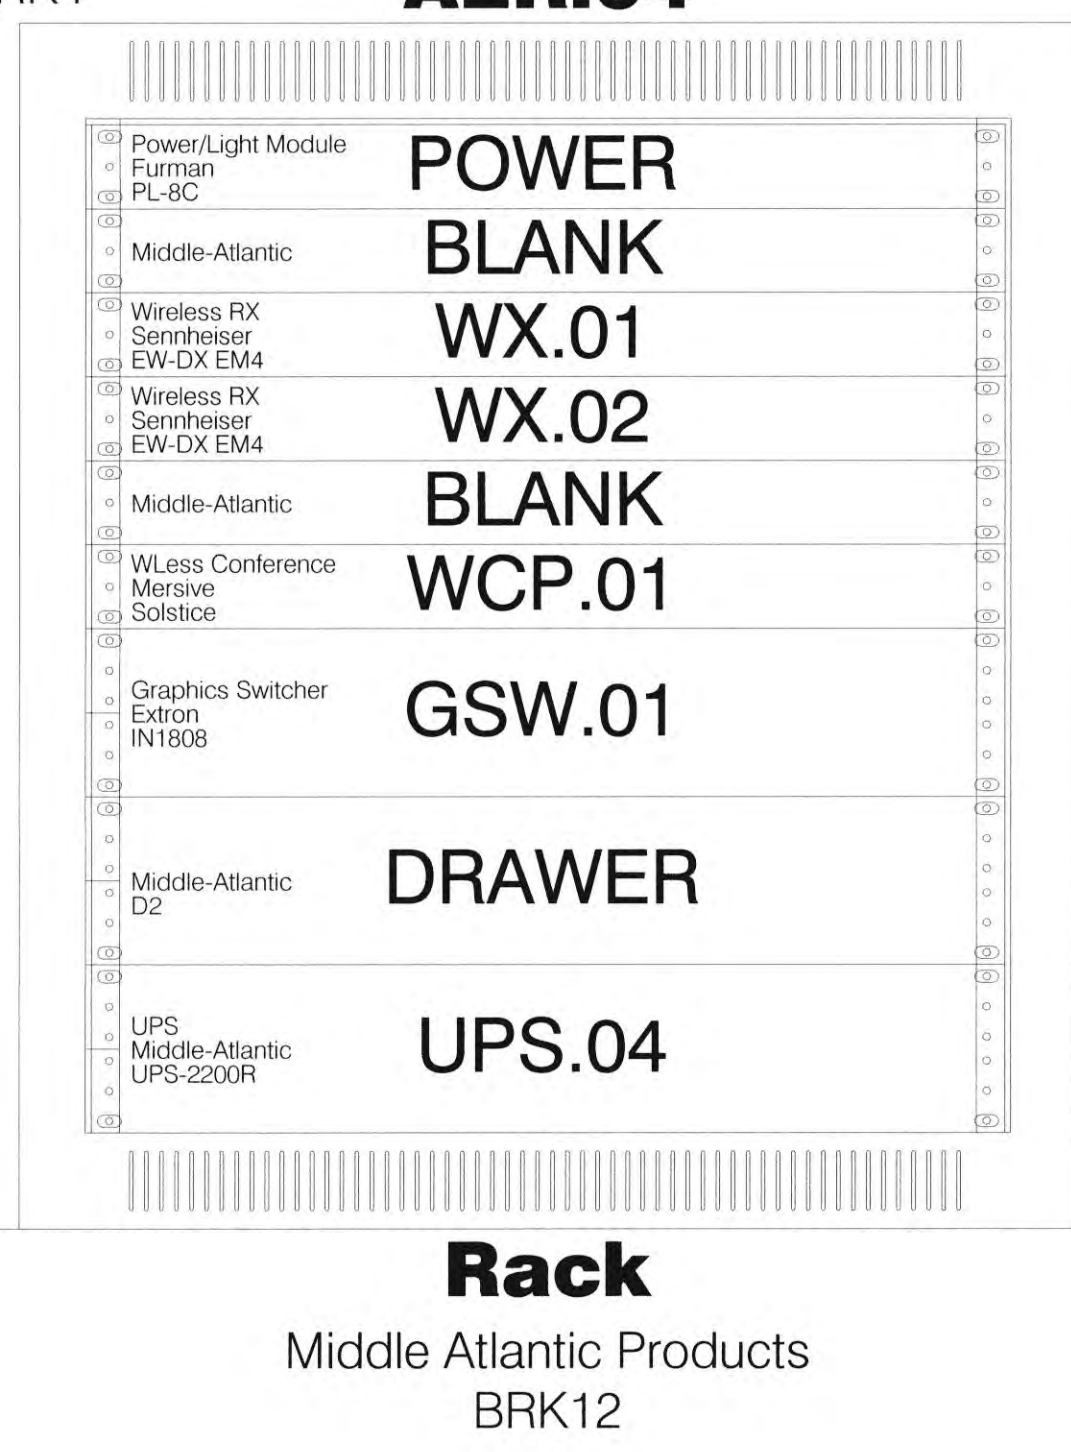 Power/Light Module
Furman
PL-8C
POWER
Middle-Atlantic
BLANK
Wireless RX
Sennheiser
EW-DX EM4
WX.01
Wireless RX
Sennheiser
EW-DX EM4
WX.02
Middle-Atlantic
BLANK
WLess Conference
Mersive
Solstice
WCP.01
Graphics Switcher
Extron
IN1808
GSW.01
Middle-Atlantic
D2
DRAWER
UPS
Middle-Atlantic
UPS-2200R
UPS.04
Rack
Middle Atlantic Products
BRK12